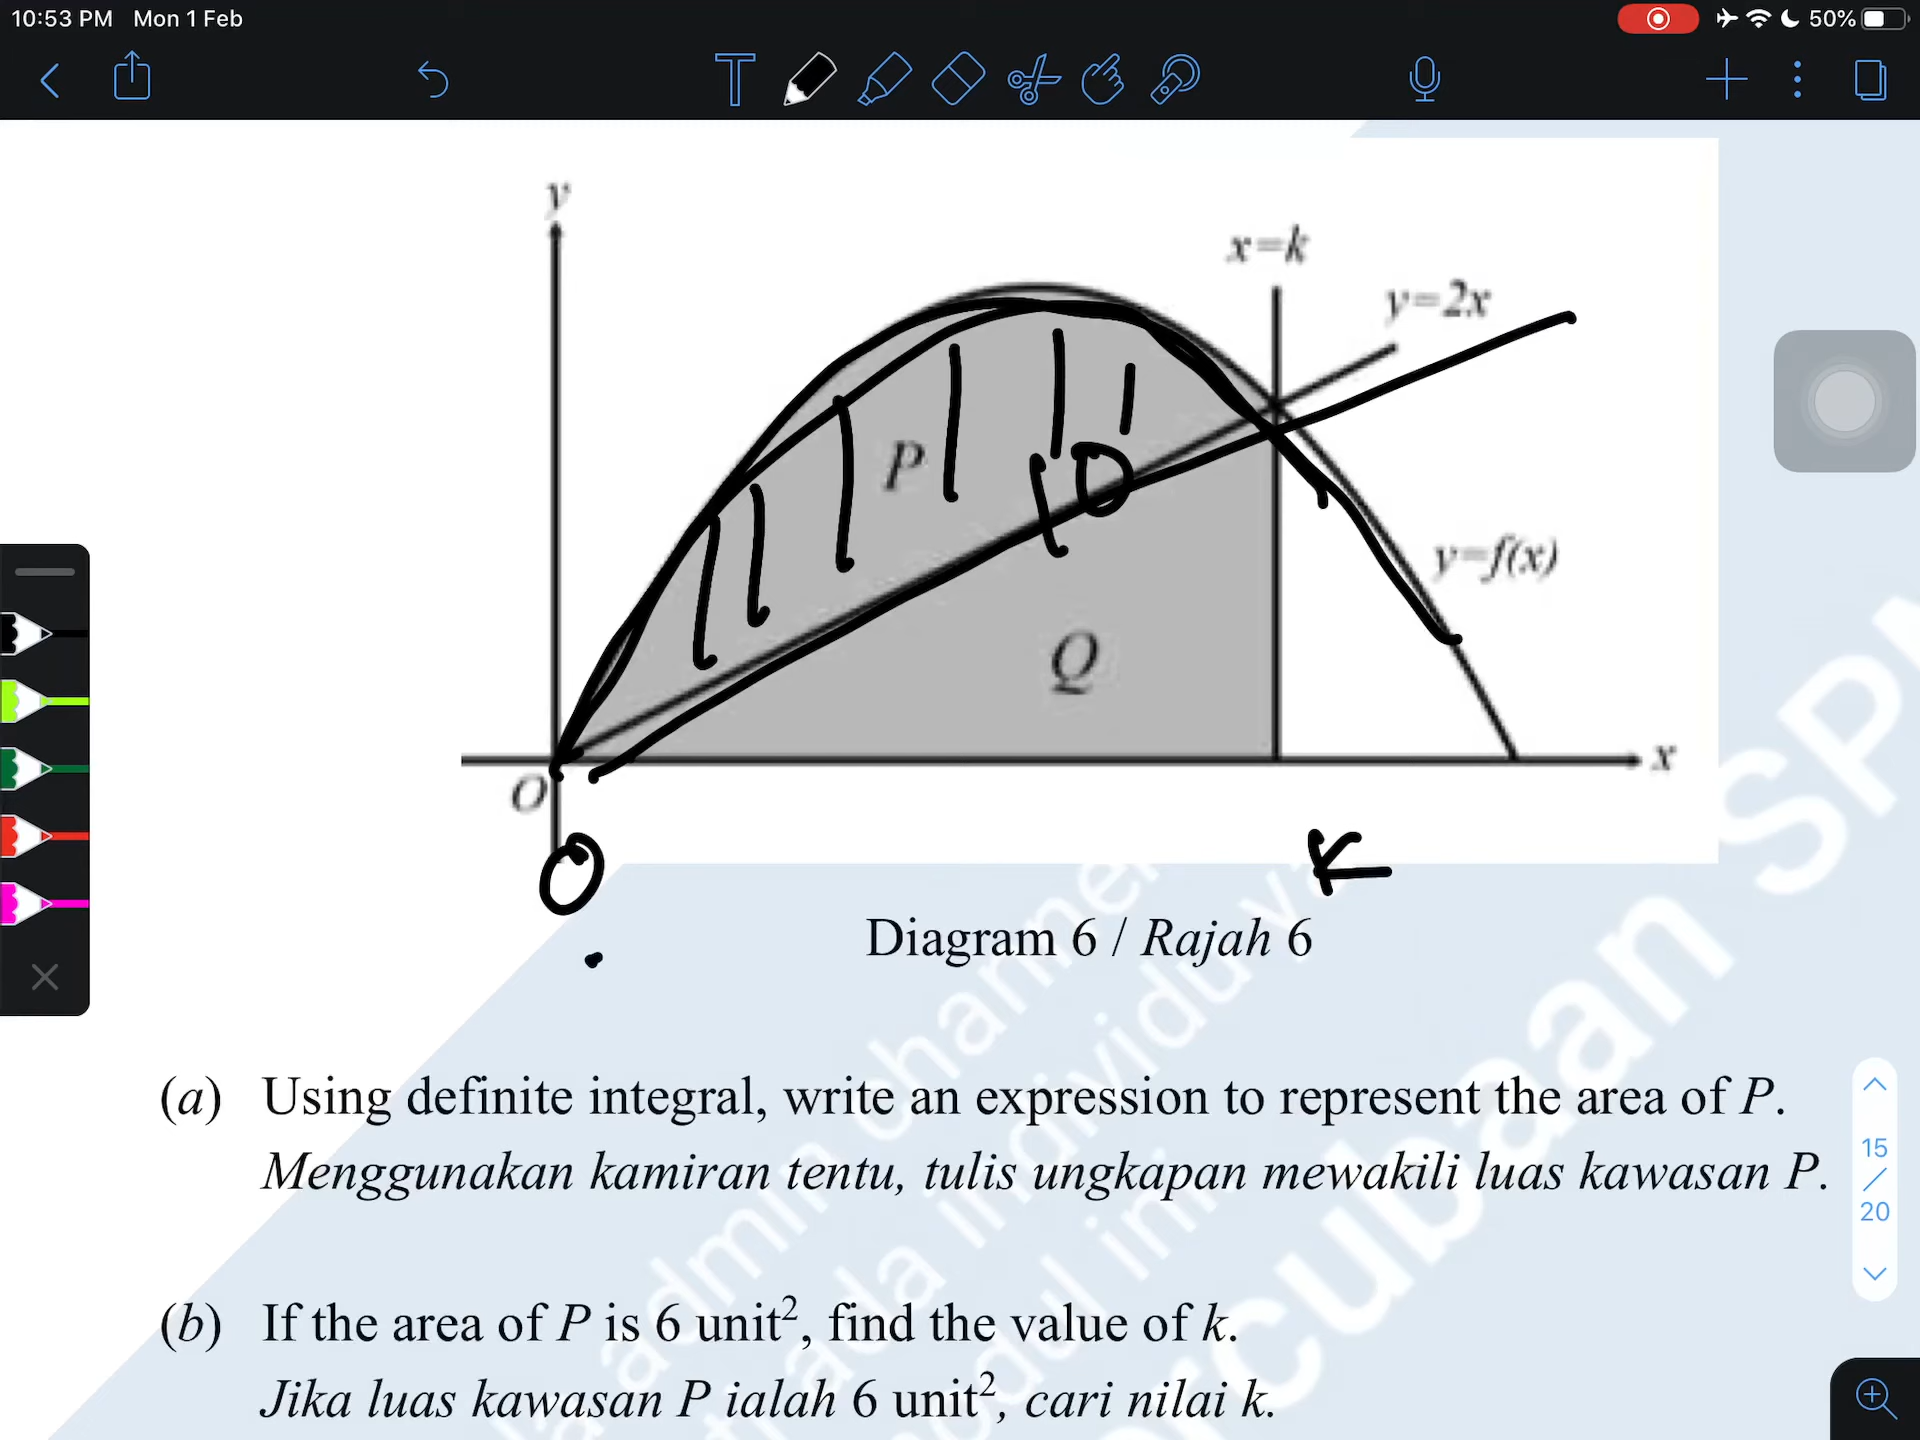 10:53 PM Mon 1 Feb
50%
y
x=k
y=2x
P
10
y=f(x)
Q
x
O
0
K
Diagram 6 / Rajah 6
(a) Using definite integral, write an expression to represent the area of P.
Menggunakan kamiran tentu, tulis ungkapan mewakili luas kawasan P.
15
/
20
(b) If the area of P is 6 unit², find the value of k.
Jika luas kawasan P ialah 6 unit², cari nilai k.